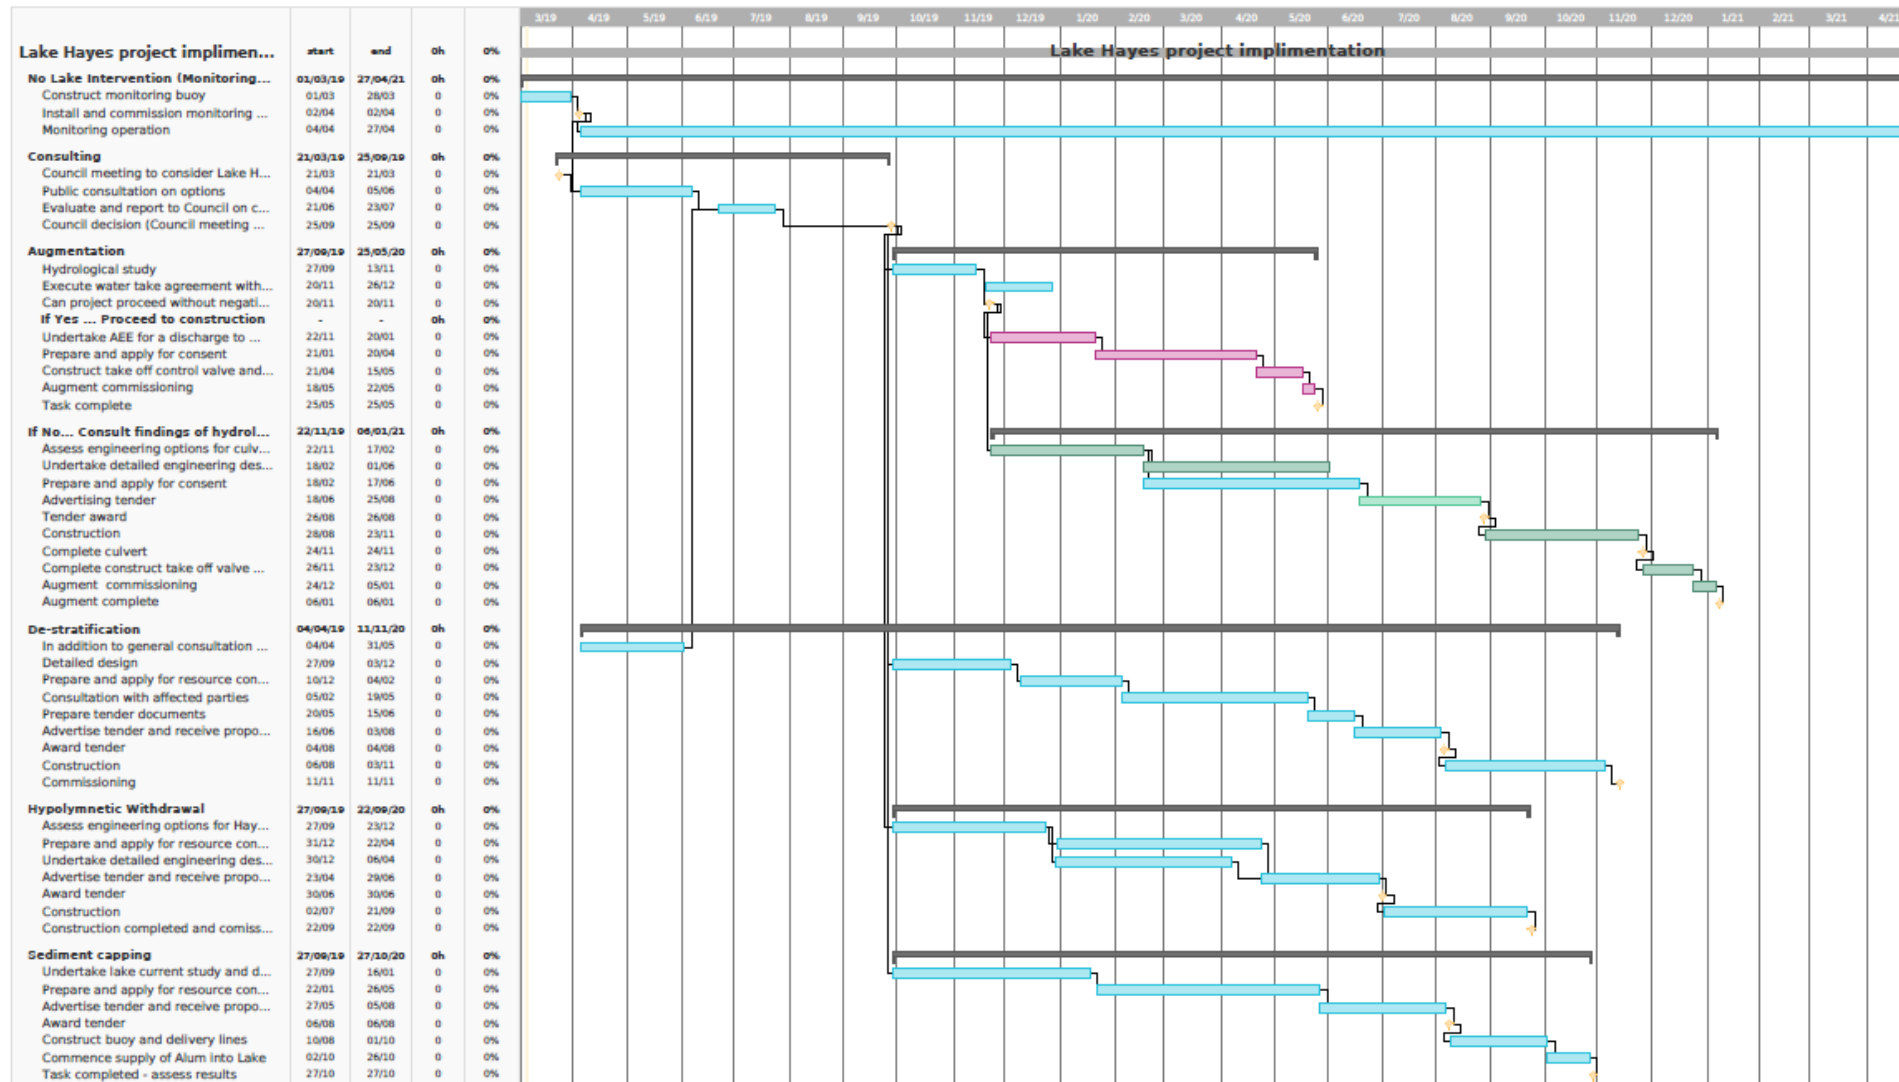 3/19 4/19 5/19 6/19 7/19 8/19 9/19 10/19 11/19 12/19 1/20 2/20 3/20 4/20 5/20 6/20 7/20 8/20 9/20 10/20 11/20 12/20 1/21 2/21 3/21 4/21
Lake Hayes project implimen... start end 0h 0% Lake Hayes project implimentation
No Lake Intervention (Monitoring... 01/03/19 27/04/21 0h 0%
Construct monitoring buoy 01/03 28/03 0 0%
Install and commission monitoring ... 02/04 02/04 0 0%
Monitoring operation 04/04 27/04 0 0%
Consulting 21/03/19 25/09/19 0h 0%
Council meeting to consider Lake H... 21/03 21/03 0 0%
Public consultation on options 04/04 05/06 0 0%
Evaluate and report to Council on c... 21/06 23/07 0 0%
Council decision (Council meeting ... 25/09 25/09 0 0%
Augmentation 27/09/19 25/05/20 0h 0%
Hydrological study 27/09 13/11 0 0%
Execute water take agreement with... 20/11 26/12 0 0%
Can project proceed without negati... 20/11 20/11 0 0%
If Yes ... Proceed to construction - - 0h 0%
Undertake AEE for a discharge to ... 22/11 20/01 0 0%
Prepare and apply for consent 21/01 20/04 0 0%
Construct take off control valve and... 21/04 15/05 0 0%
Augment commissioning 18/05 22/05 0 0%
Task complete 25/05 25/05 0 0%
If No... Consult findings of hydrol... 22/11/19 06/01/21 0h 0%
Assess engineering options for culv... 22/11 17/02 0 0%
Undertake detailed engineering des... 18/02 01/06 0 0%
Prepare and apply for consent 18/02 17/06 0 0%
Advertising tender 18/06 25/08 0 0%
Tender award 26/08 26/08 0 0%
Construction 28/08 23/11 0 0%
Complete culvert 24/11 24/11 0 0%
Complete construct take off valve ... 26/11 23/12 0 0%
Augment commissioning 24/12 05/01 0 0%
Augment complete 06/01 06/01 0 0%
De-stratification 04/04/19 11/11/20 0h 0%
In addition to general consultation ... 04/04 31/05 0 0%
Detailed design 27/09 03/12 0 0%
Prepare and apply for resource con... 10/12 04/02 0 0%
Consultation with affected parties 05/02 19/05 0 0%
Prepare tender documents 20/05 15/06 0 0%
Advertise tender and receive propo... 16/06 03/08 0 0%
Award tender 04/08 04/08 0 0%
Construction 06/08 03/11 0 0%
Commissioning 11/11 11/11 0 0%
Hypolymnetic Withdrawal 27/09/19 22/09/20 0h 0%
Assess engineering options for Hay... 27/09 23/12 0 0%
Prepare and apply for resource con... 31/12 22/04 0 0%
Undertake detailed engineering des... 30/12 06/04 0 0%
Advertise tender and receive propo... 23/04 29/06 0 0%
Award tender 30/06 30/06 0 0%
Construction 02/07 21/09 0 0%
Construction completed and comiss... 22/09 22/09 0 0%
Sediment capping 27/09/19 27/10/20 0h 0%
Undertake lake current study and d... 27/09 16/01 0 0%
Prepare and apply for resource con... 22/01 26/05 0 0%
Advertise tender and receive propo... 27/05 05/08 0 0%
Award tender 06/08 06/08 0 0%
Construct buoy and delivery lines 10/08 01/10 0 0%
Commence supply of Alum into Lake 02/10 26/10 0 0%
Task completed - assess results 27/10 27/10 0 0%